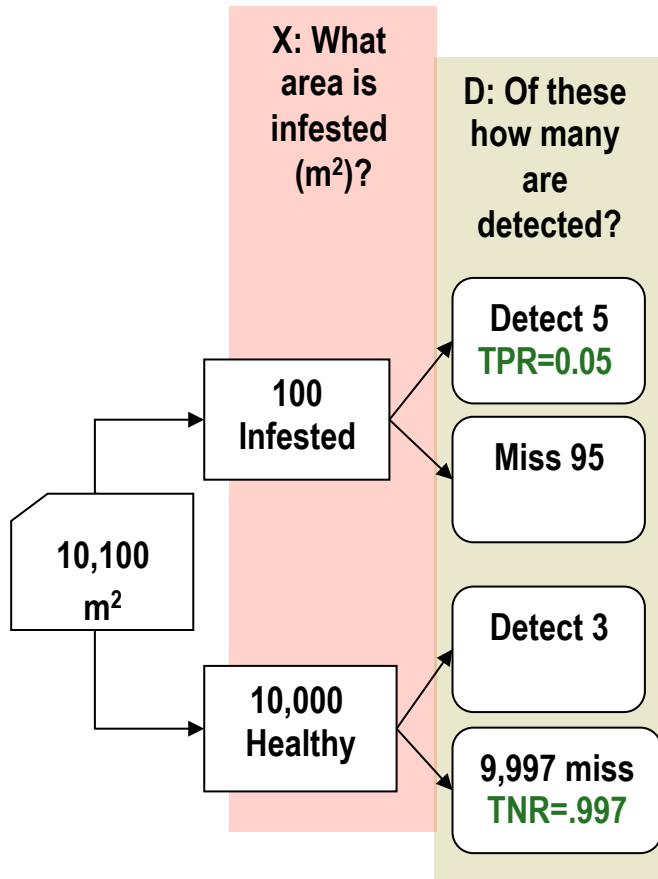 X: What
area is
infested
(m²)?
D: Of these
how many
are
detected?
Detect 5
TPR=0.05
100
Infested
Miss 95
10,100
m²
Detect 3
10,000
Healthy
9,997 miss
TNR=.997